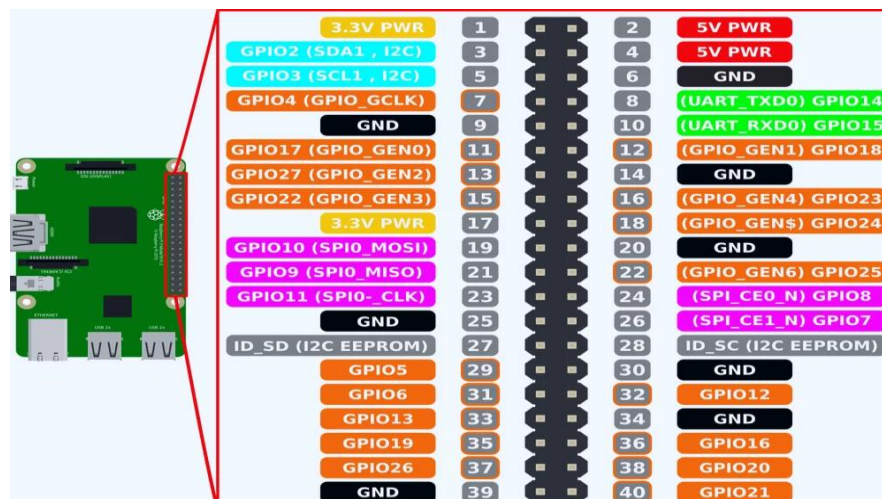 3.3V PWR 1 2 5V PWR
GPIO2 (SDA1 , I2C) 3 4 5V PWR
GPIO3 (SCL1 , I2C) 5 6 GND
GPIO4 (GPIO_GCLK) 7 8 (UART_TXD0) GPIO14
GND 9 10 (UART_RXD0) GPIO15
GPIO17 (GPIO_GEN0) 11 12 (GPIO_GEN1) GPIO18
GPIO27 (GPIO_GEN2) 13 14 GND
GPIO22 (GPIO_GEN3) 15 16 (GPIO_GEN4) GPIO23
3.3V PWR 17 18 (GPIO_GEN$) GPIO24
GPIO10 (SPI0_MOSI) 19 20 GND
GPIO9 (SPI0_MISO) 21 22 (GPIO_GEN6) GPIO25
GPIO11 (SPI0-_CLK) 23 24 (SPI_CE0_N) GPIO8
GND 25 26 (SPI_CE1_N) GPIO7
ID_SD (I2C EEPROM) 27 28 ID_SC (I2C EEPROM)
GPIO5 29 30 GND
GPIO6 31 32 GPIO12
GPIO13 33 34 GND
GPIO19 35 36 GPIO16
GPIO26 37 38 GPIO20
GND 39 40 GPIO21
ETHERNET
USB 2x
USB 2x